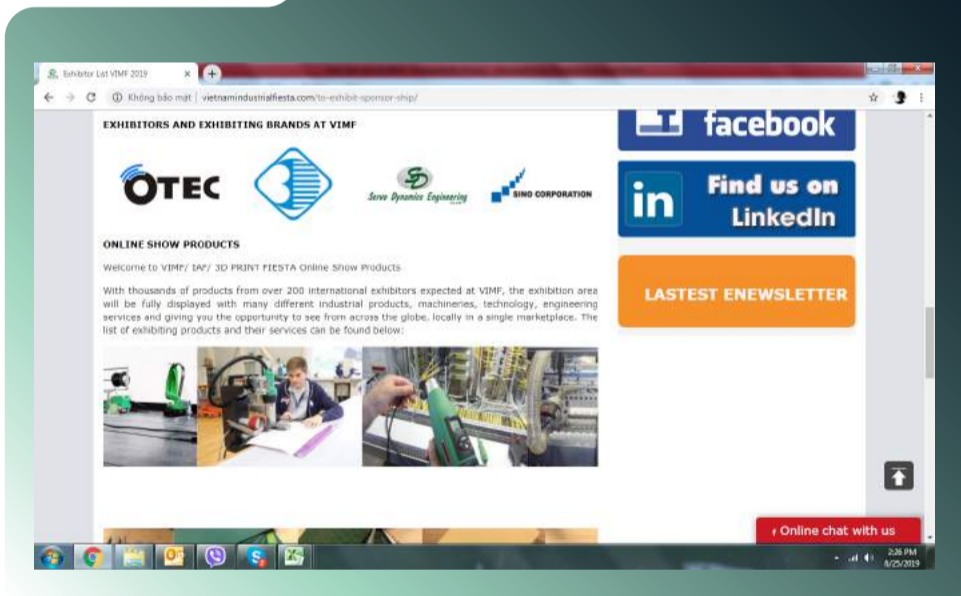 Exhibitor List VIMF 2019
Không bảo mật | vietnamindustrialfiesta.com/to-exhibit-sponsor-ship/
EXHIBITORS AND EXHIBITING BRANDS AT VIMF
OTEC
SD
Servo Dynamics Engineering
SINO CORPORATION
ONLINE SHOW PRODUCTS
Welcome to VIMF/ IAF/ 3D PRINT FIESTA Online Show Products
With thousands of products from over 200 international exhibitors expected at VIMF, the exhibition area
will be fully displayed with many different industrial products, machineries, technology, engineering
services and giving you the opportunity to see from across the globe, locally in a single marketplace. The
list of exhibiting products and their services can be found below:
facebook
in
Find us on
LinkedIn
LASTEST ENEWSLETTER
Online chat with us
2:26 PM
6/25/2019